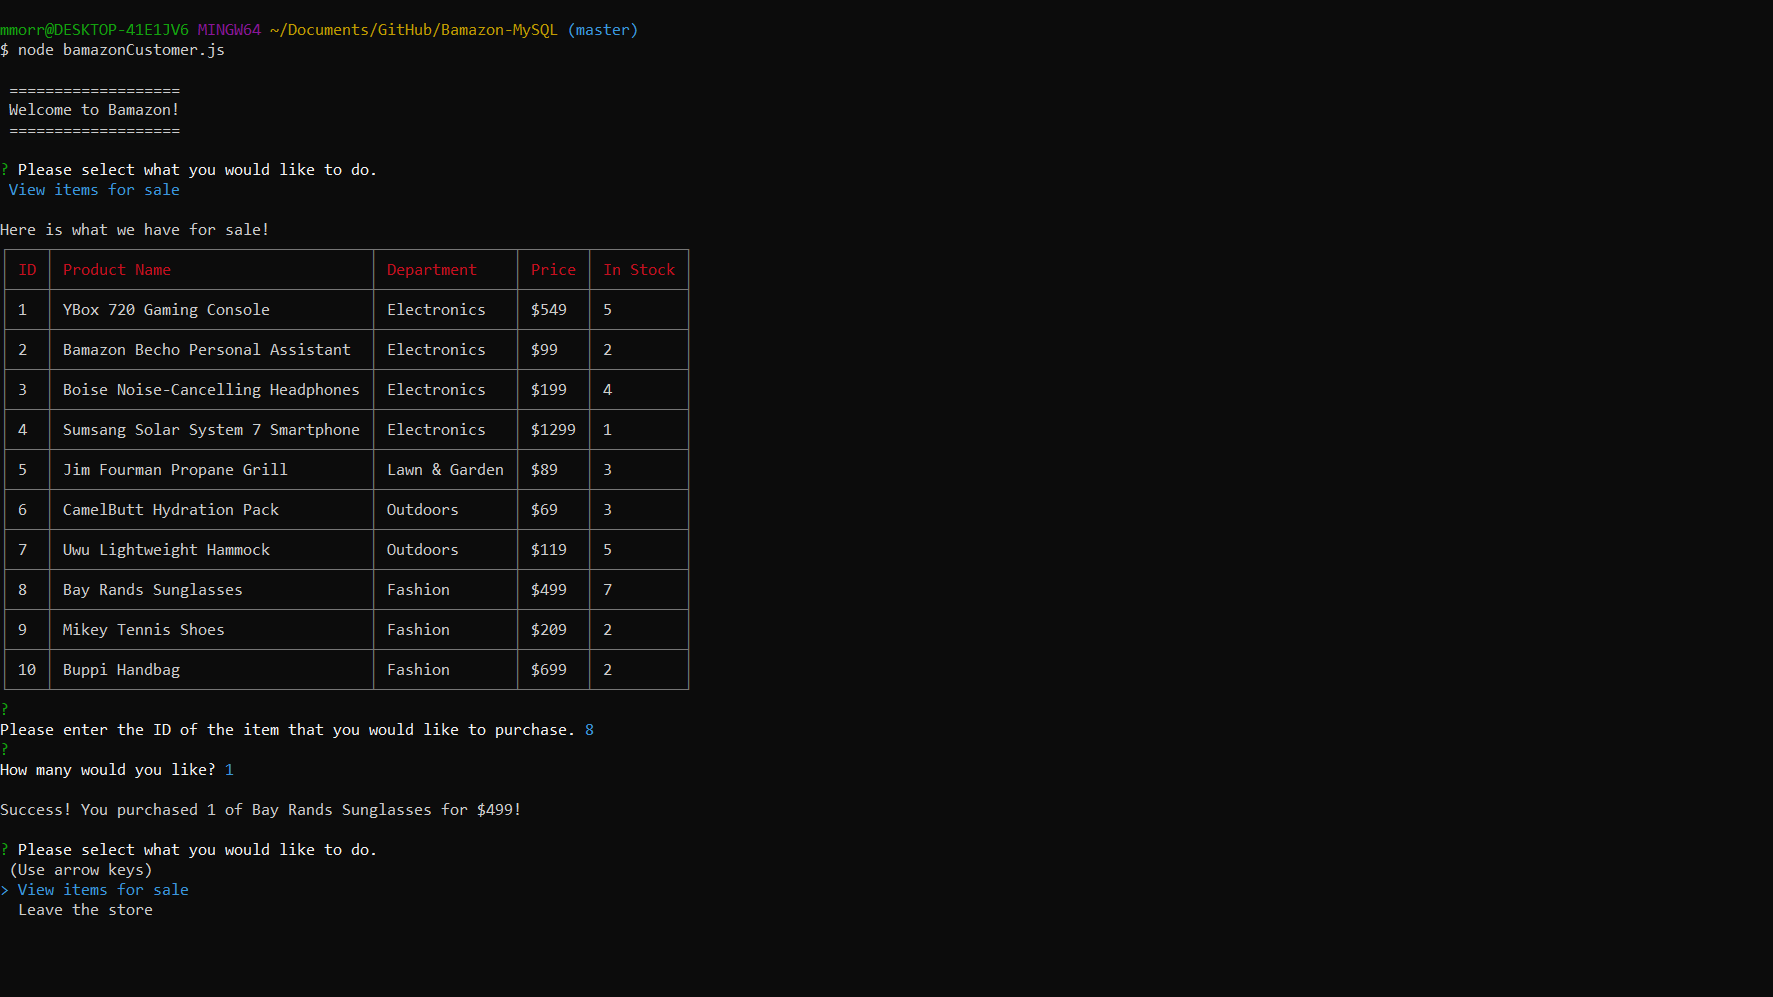 mmorr@DESKTOP-41E1JV6 MINGW64 ~/Documents/GitHub/Bamazon-MySQL (master)
$ node bamazonCustomer.js
===================
Welcome to Bamazon!
===================
? Please select what you would like to do.
View items for sale
Here is what we have for sale!
ID Product Name Department Price In Stock
1 YBox 720 Gaming Console Electronics $549 5
2 Bamazon Becho Personal Assistant Electronics $99 2
3 Boise Noise-Cancelling Headphones Electronics $199 4
4 Sumsang Solar System 7 Smartphone Electronics $1299 1
5 Jim Fourman Propane Grill Lawn & Garden $89 3
6 CamelButt Hydration Pack Outdoors $69 3
7 Uwu Lightweight Hammock Outdoors $119 5
8 Bay Rands Sunglasses Fashion $499 7
9 Mikey Tennis Shoes Fashion $209 2
10 Buppi Handbag Fashion $699 2
?
Please enter the ID of the item that you would like to purchase. 8
?
How many would you like? 1
Success! You purchased 1 of Bay Rands Sunglasses for $499!
? Please select what you would like to do.
(Use arrow keys)
> View items for sale
Leave the store